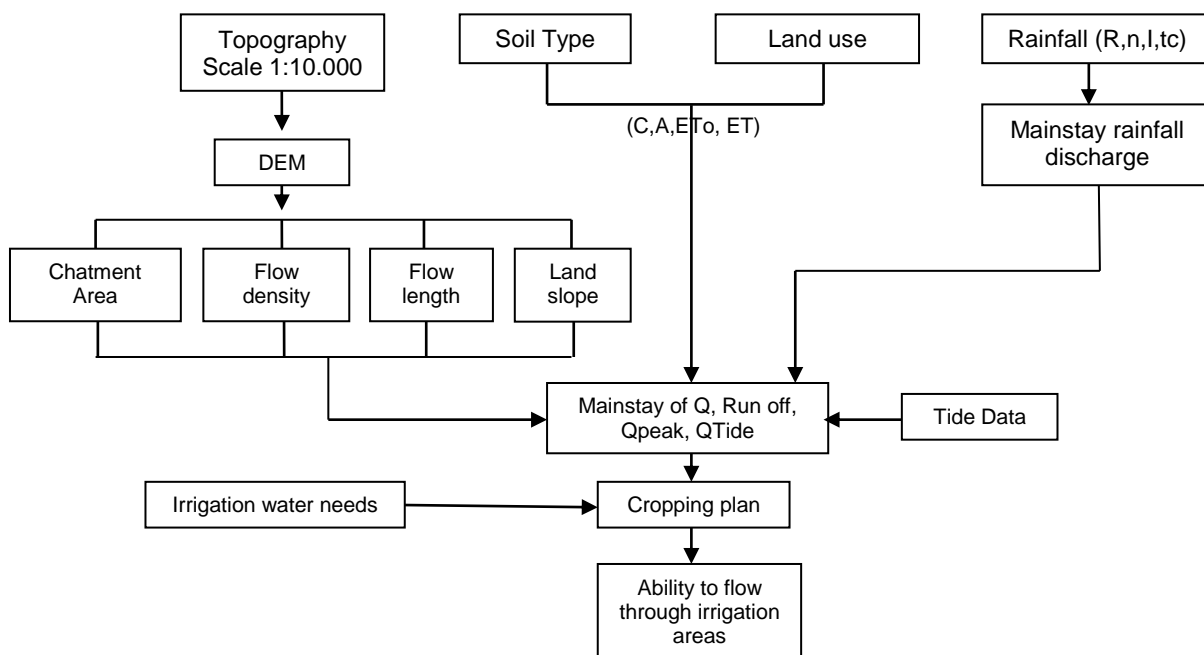 Topography
Scale 1:10.000
Soil Type
Land use
Rainfall (R,n,I,tc)
(C,A,ETo, ET)
Mainstay rainfall
discharge
DEM
Chatment
Area
Flow
density
Flow
length
Land
slope
Mainstay of Q, Run off,
Qpeak, QTide
Tide Data
Irrigation water needs
Cropping plan
Ability to flow
through irrigation
areas